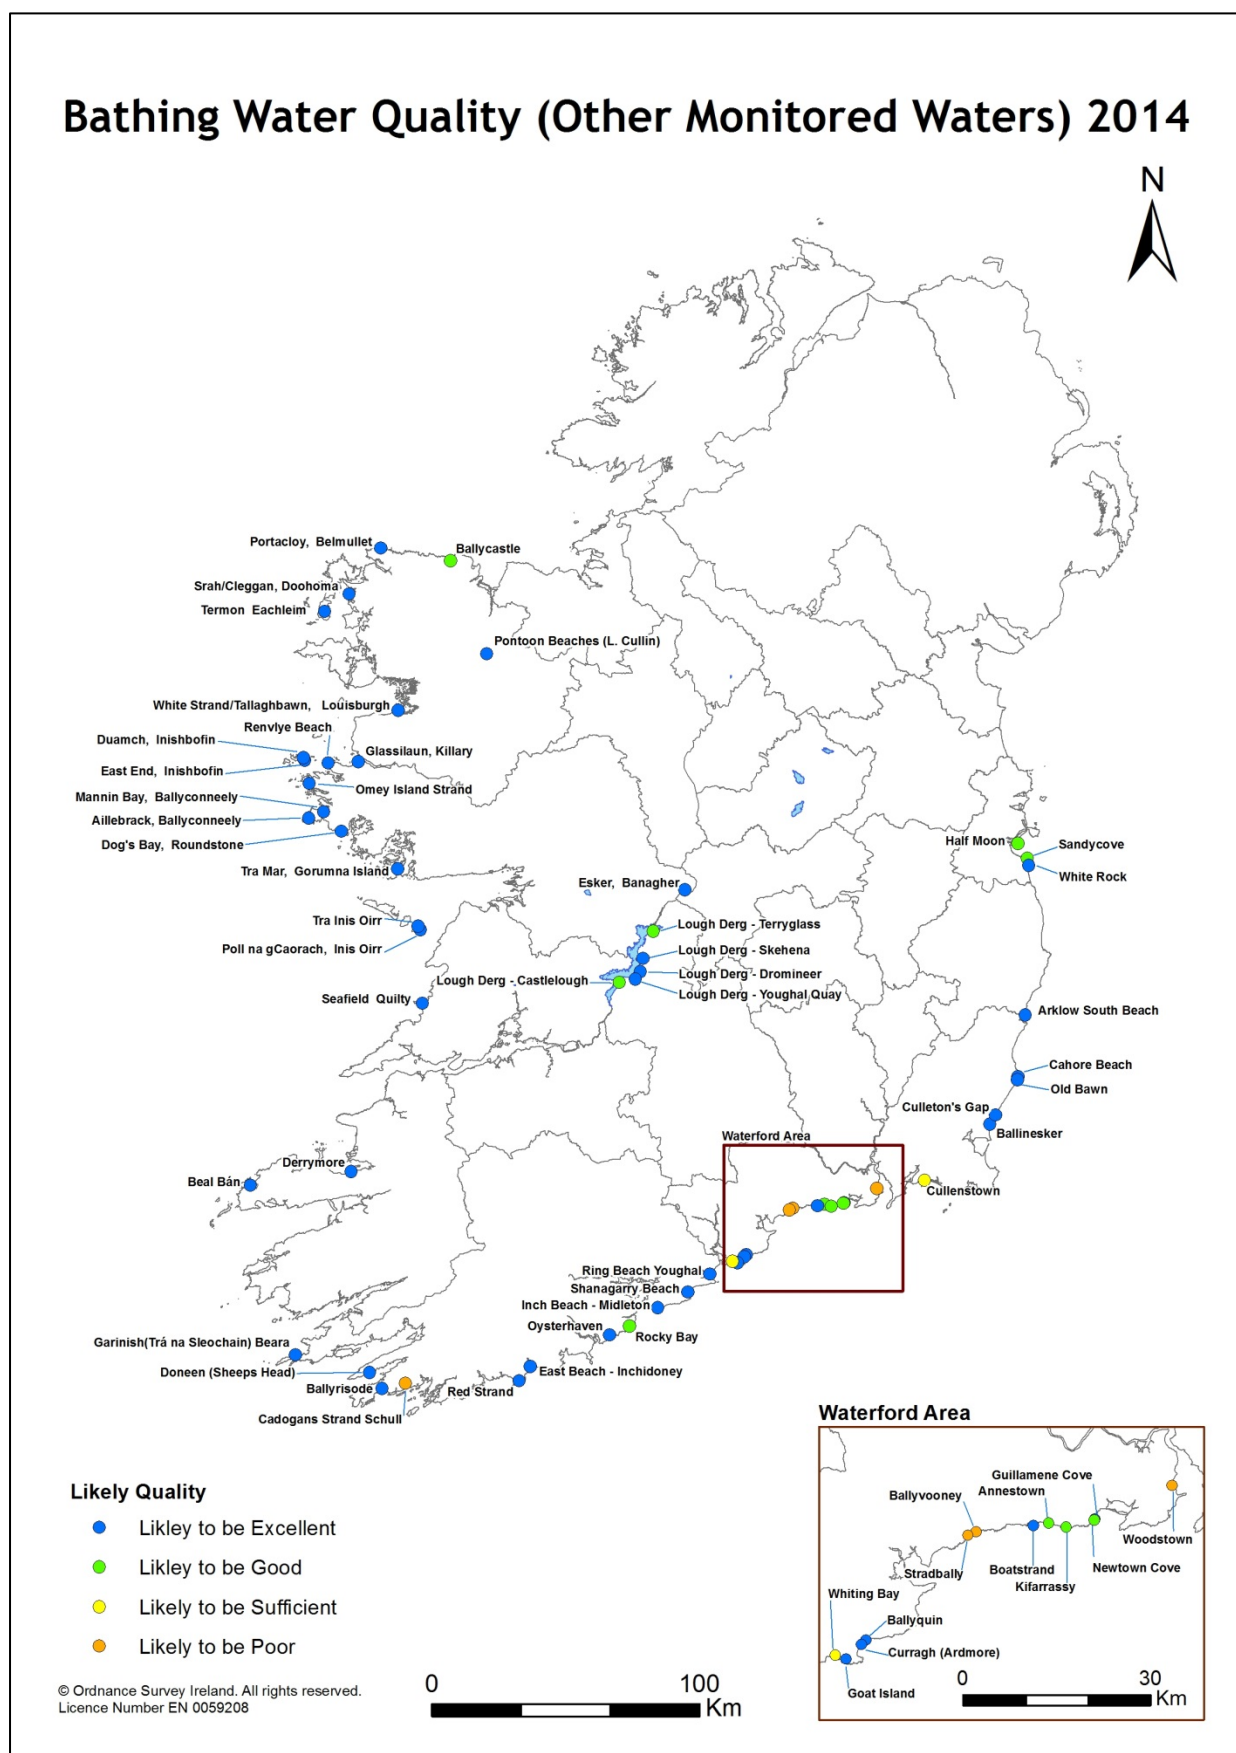 Bathing Water Quality (Other Monitored Waters) 2014
N
Portacloy, Belmullet
Ballycastle
Srah/Cleggan, Doohoma
Termon Eachleim
Pontoon Beaches (L. Cullin)
White Strand/Tallaghbawn, Louisburgh
Renvlye Beach
Duamch, Inishbofin
Glassilaun, Killary
East End, Inishbofin
Omey Island Strand
Mannin Bay, Ballyconneely
Aillebrack, Ballyconneely
Dog's Bay, Roundstone
Half Moon
Sandycove
White Rock
Tra Mar, Gorumna Island
Esker, Banagher
Tra Inis Oirr
Lough Derg - Terryglass
Poll na gCaorach, Inis Oirr
Lough Derg - Skehena
Lough Derg - Dromineer
Lough Derg - Castlelough
Lough Derg - Youghal Quay
Seafield Quilty
Arklow South Beach
Cahore Beach
Old Bawn
Culleton's Gap
Ballinesker
Waterford Area
Derrymore
Beal Bán
Cullenstown
Ring Beach Youghal
Shanagarry Beach
Inch Beach - Midleton
Oysterhaven
Rocky Bay
Garinish(Trá na Sleochain) Beara
Doneen (Sheeps Head)
East Beach - Inchidoney
Ballyrisode
Red Strand
Cadogans Strand Schull
Waterford Area
Guillamene Cove
Annestown
Ballyvooney
Woodstown
Stradbally
Boatstrand
Newtown Cove
Kifarrassy
Whiting Bay
Ballyquin
Curragh (Ardmore)
Goat Island
0 30
Km
Likely Quality
Likley to be Excellent
Likley to be Good
Likely to be Sufficient
Likely to be Poor
© Ordnance Survey Ireland. All rights reserved.
Licence Number EN 0059208
0 100
Km